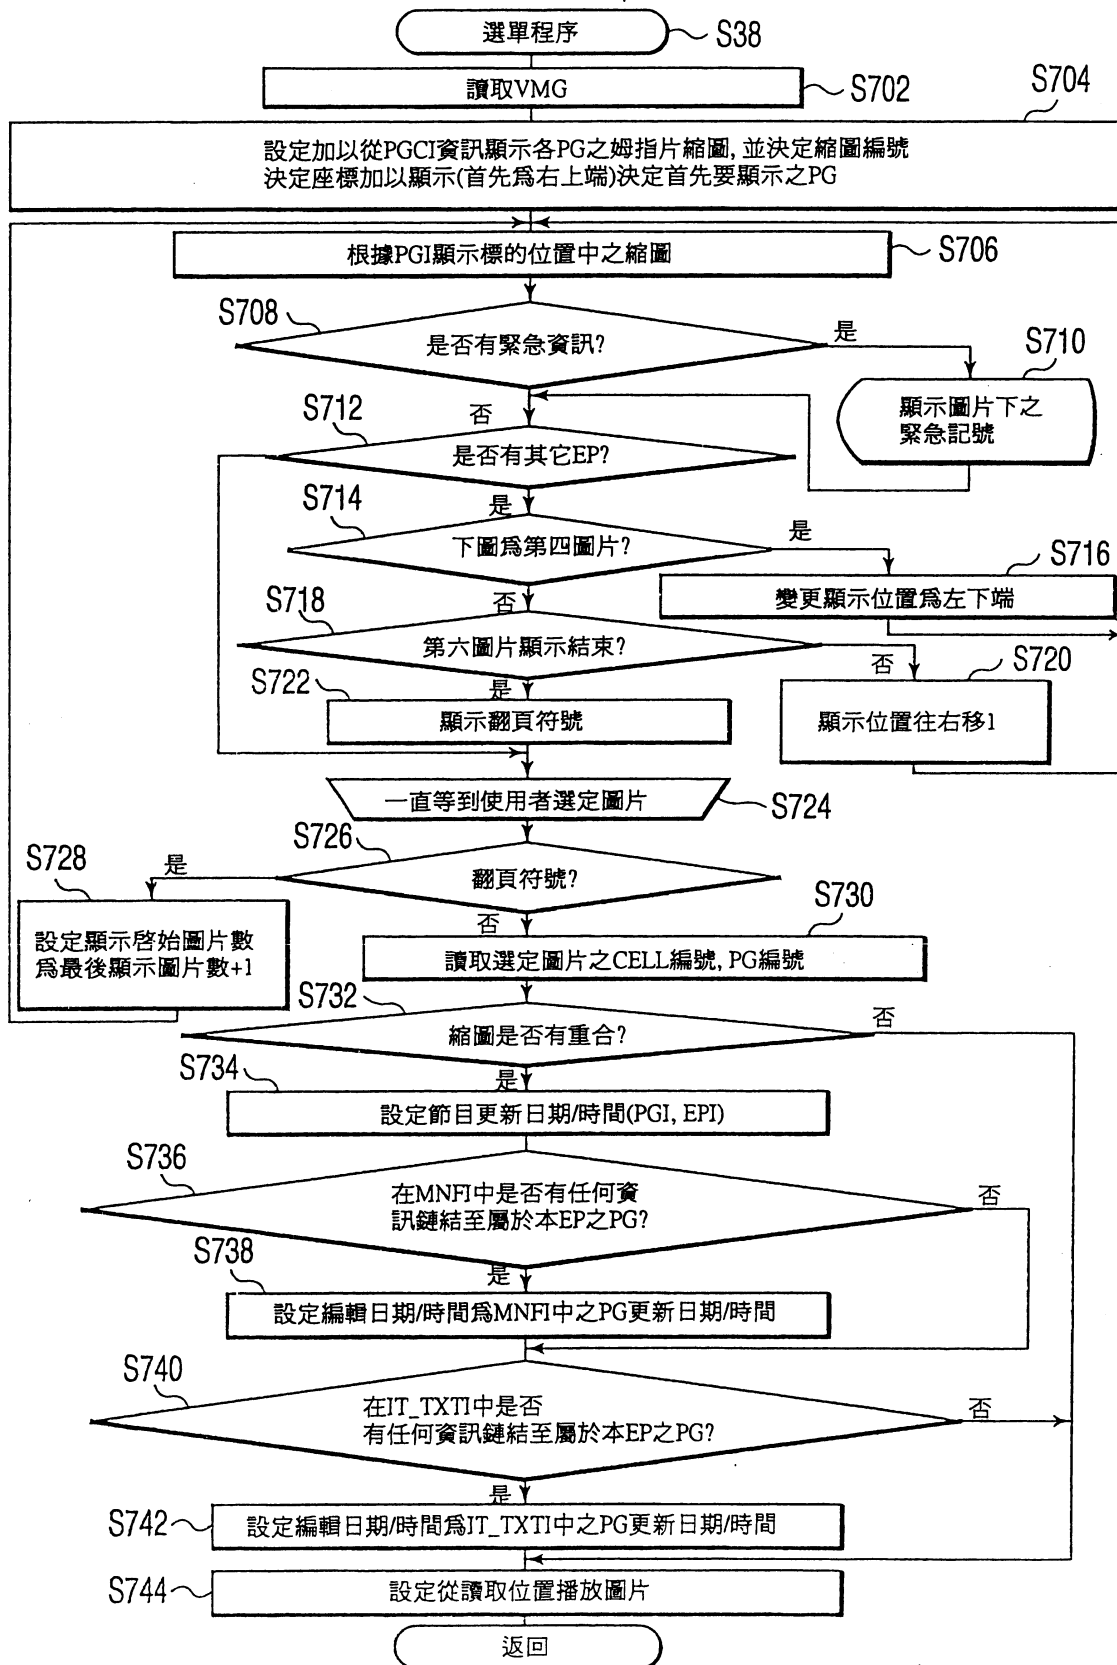 選單程序
S38
讀取VMG
S702
S704
設定加以從PGCI資訊顯示各PG之姆指片縮圖, 並決定縮圖編號
決定座標加以顯示(首先爲右上端)決定首先要顯示之PG
根據PGI顯示標的位置中之縮圖
S706
S708
是否有緊急資訊?
是
S710
顯示圖片下之
緊急記號
否
S712
是否有其它EP?
是
S714
下圖爲第四圖片?
是
S716
變更顯示位置爲左下端
否
S718
第六圖片顯示結束?
否
S720
顯示位置往右移1
是
S722
顯示翻頁符號
一直等到使用者選定圖片
S724
S726
翻頁符號?
是
S728
設定顯示啓始圖片數
爲最後顯示圖片數+1
否
S730
讀取選定圖片之CELL編號, PG編號
S732
縮圖是否有重合?
否
是
S734
設定節目更新日期/時間(PGI, EPI)
S736
在MNFI中是否有任何資
訊鏈結至屬於本EP之PG?
否
是
S738
設定編輯日期/時間爲MNFI中之PG更新日期/時間
S740
在IT_TXTI中是否
有任何資訊鏈結至屬於本EP之PG?
否
是
S742
設定編輯日期/時間爲IT_TXTI中之PG更新日期/時間
S744
設定從讀取位置播放圖片
返回